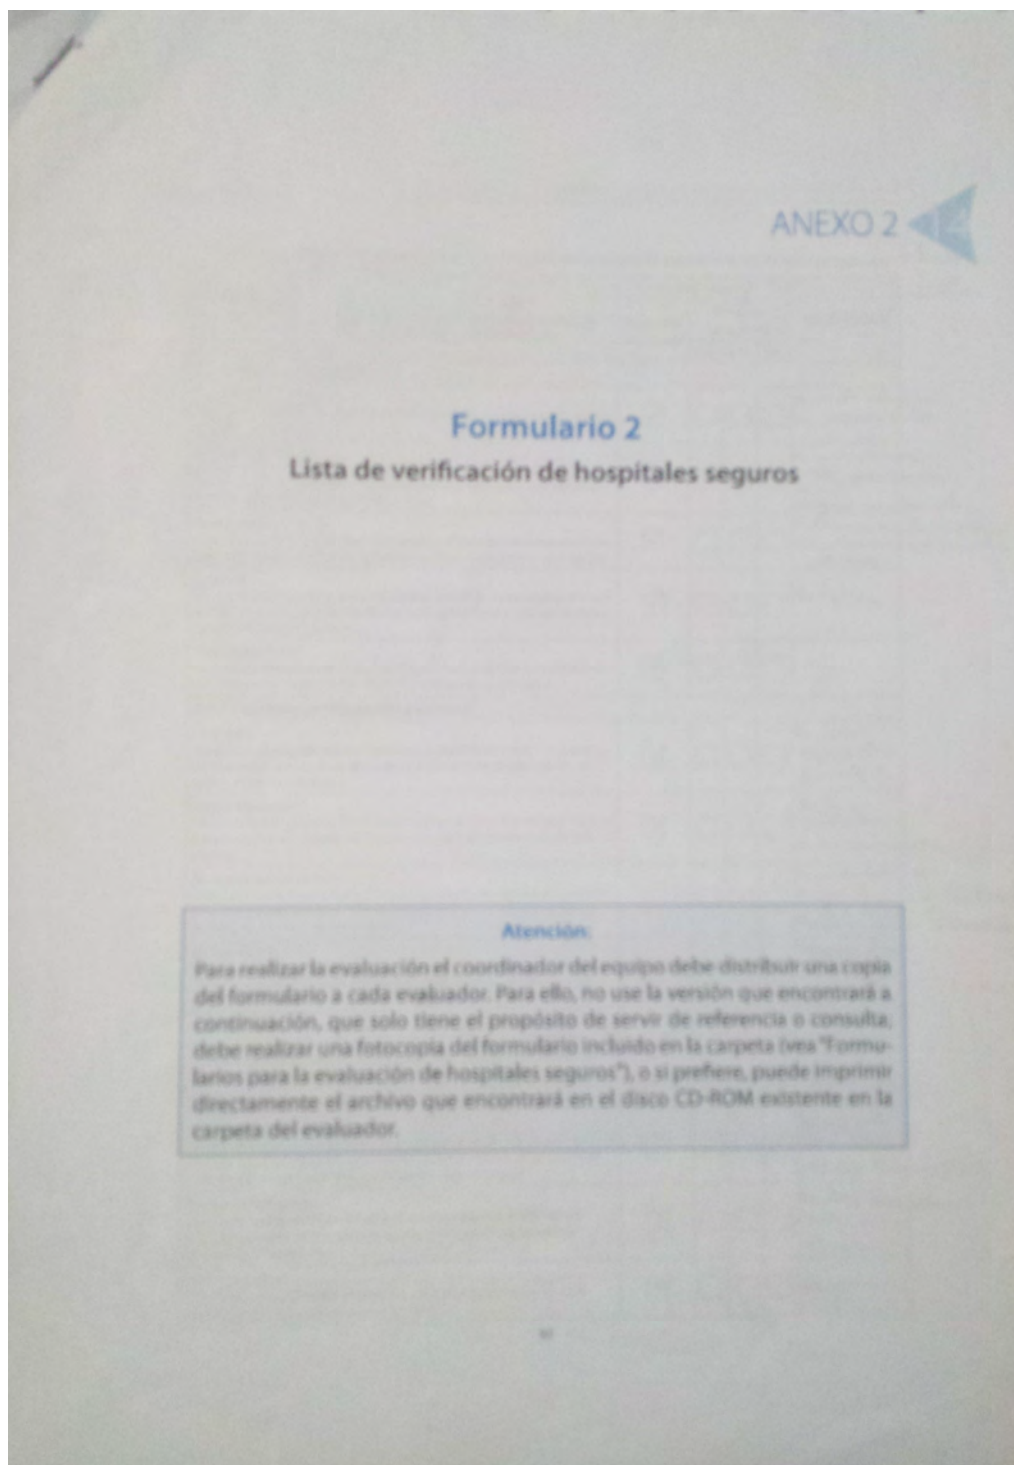 ANEXO 2
Formulario 2
Lista de verificación de hospitales seguros
Atención:
Para realizar la evaluación el coordinador del equipo debe distribuir una copia
del formulario a cada evaluador. Para ello, no use la versión que encontrará a
continuación, que solo tiene el propósito de servir de referencia o consulta;
debe realizar una fotocopia del formulario incluido en la carpeta (vea "Formu-
larios para la evaluación de hospitales seguros"), o si prefiere, puede imprimir
directamente el archivo que encontrará en el disco CD-ROM existente en la
carpeta del evaluador.